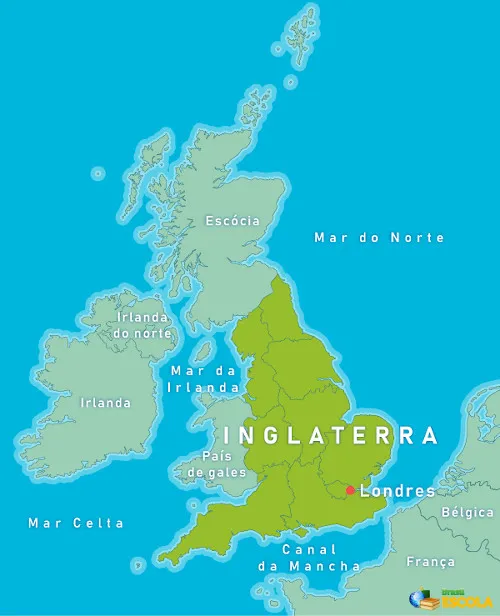 Escócia
Mar do Norte
Irlanda
do norte
Mar da
Irlanda
Irlanda
INGLATERRA
País
de gales
Londres
Bélgica
Mar Celta
Canal
da Mancha
França
ESCOLA